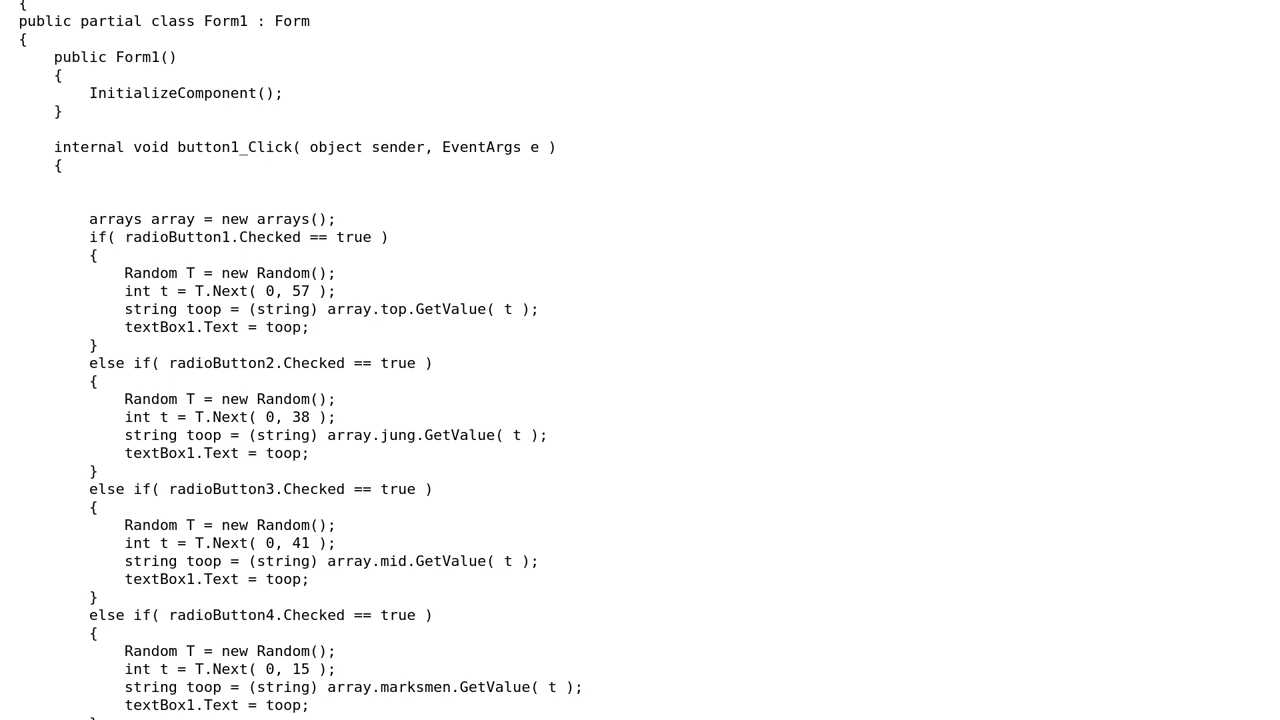 {
public partial class Form1 : Form
{
    public Form1()
    {
        InitializeComponent();
    }

    internal void button1_Click( object sender, EventArgs e )
    {


        arrays array = new arrays();
        if( radioButton1.Checked == true )
        {
            Random T = new Random();
            int t = T.Next( 0, 57 );
            string toop = (string) array.top.GetValue( t );
            textBox1.Text = toop;
        }
        else if( radioButton2.Checked == true )
        {
            Random T = new Random();
            int t = T.Next( 0, 38 );
            string toop = (string) array.jung.GetValue( t );
            textBox1.Text = toop;
        }
        else if( radioButton3.Checked == true )
        {
            Random T = new Random();
            int t = T.Next( 0, 41 );
            string toop = (string) array.mid.GetValue( t );
            textBox1.Text = toop;
        }
        else if( radioButton4.Checked == true )
        {
            Random T = new Random();
            int t = T.Next( 0, 15 );
            string toop = (string) array.marksmen.GetValue( t );
            textBox1.Text = toop;
        }